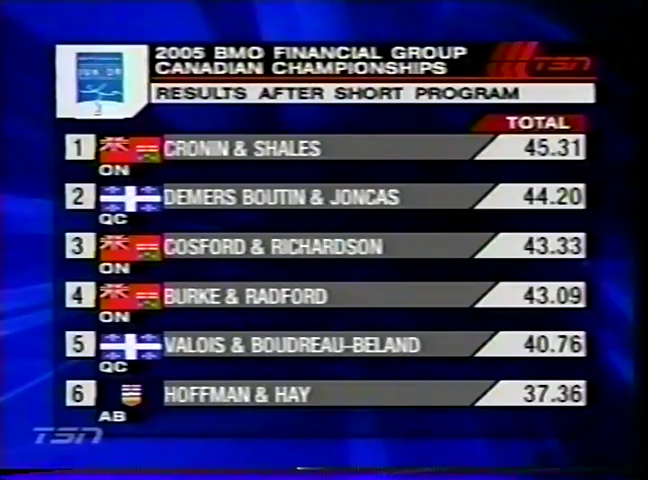 2005 BMO FINANCIAL GROUP
CANADIAN CHAMPIONSHIPS
TSN
RESULTS AFTER SHORT PROGRAM
TOTAL
1 CRONIN & SHALES 45.31
ON
2 DEMERS BOUTIN & JONCAS 44.20
QC
3 COSFORD & RICHARDSON 43.33
ON
4 BURKE & RADFORD 43.09
ON
5 VALOIS & BOUDREAU-BELAND 40.76
QC
6 HOFFMAN & HAY 37.36
AB
TSN